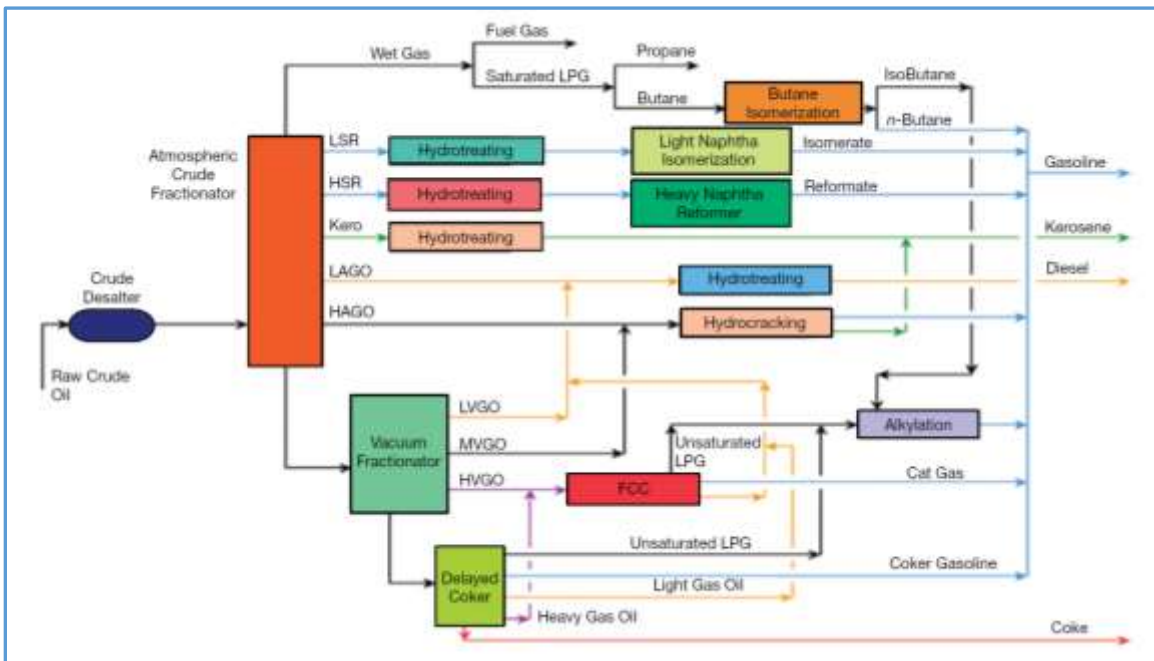 Fuel Gas
Wet Gas
Saturated LPG
Propane
Butane
Butane
Isomerization
IsoButane
n-Butane
Atmospheric
Crude
Fractionator
LSR
Hydrotreating
Light Naphtha
Isomerization
Isomerate
Gasoline
HSR
Hydrotreating
Heavy Naphtha
Reformer
Reformate
Kero
Hydrotreating
Kerosene
LAGO
Hydrotreating
Diesel
Crude
Desalter
HAGO
Hydrocracking
Raw Crude
Oil
LVGO
Vacuum
Fractionator
MVGO
Unsaturated
LPG
Alkylation
HVGO
FCC
Cat Gas
Unsaturated LPG
Coker Gasoline
Delayed
Coker
Light Gas Oil
Heavy Gas Oil
Coke